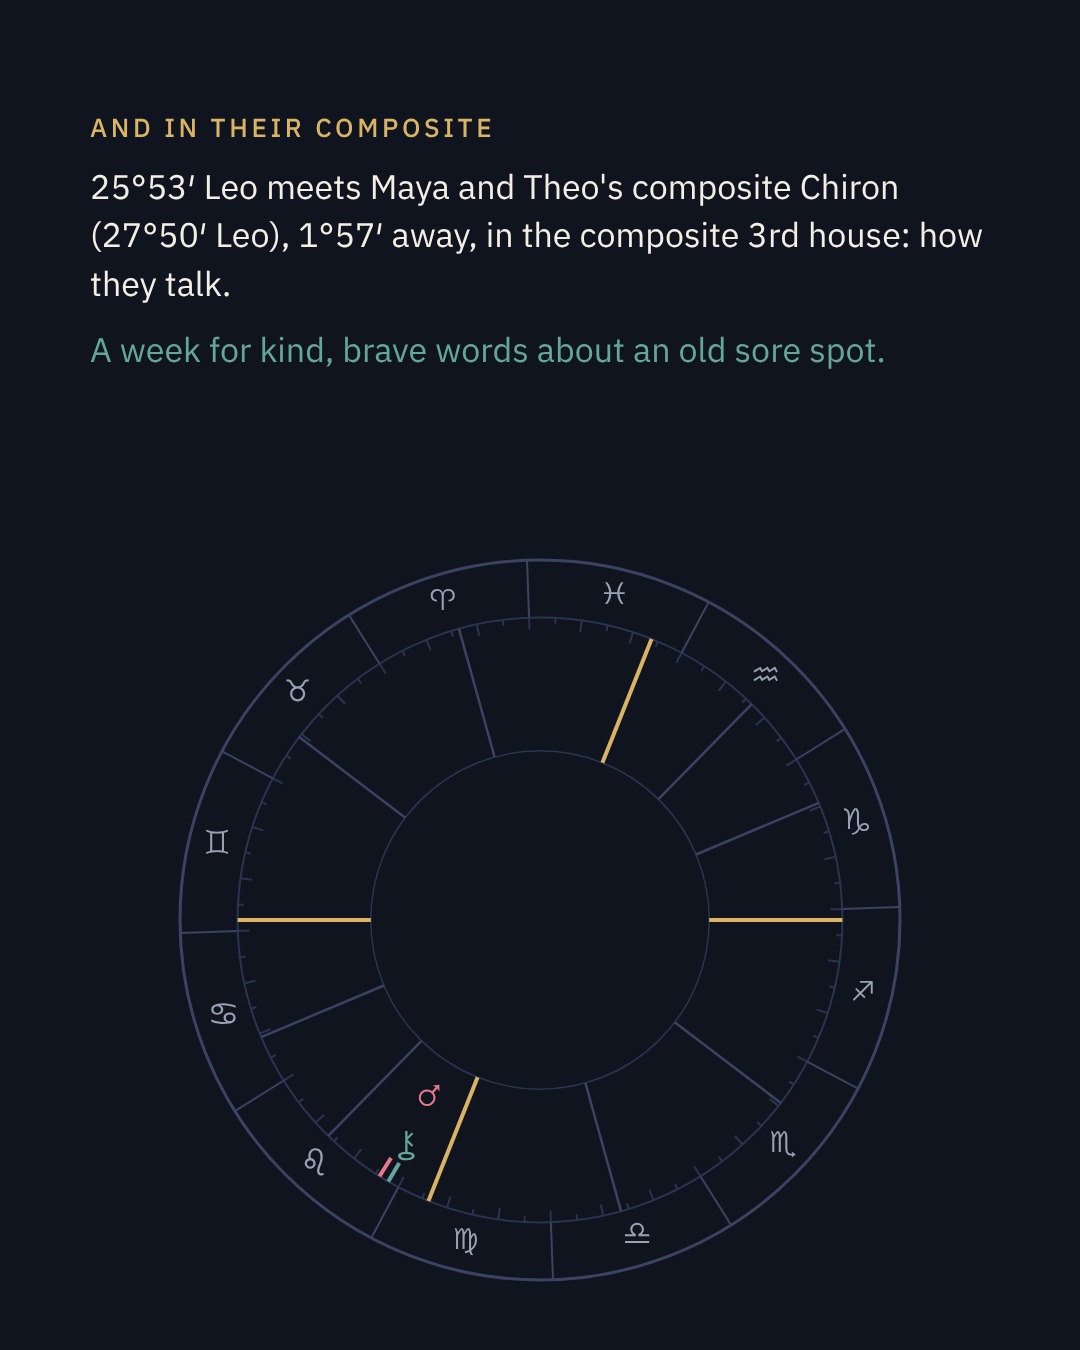 AND IN THEIR COMPOSITE
25°53′ Leo meets Maya and Theo's composite Chiron
(27°50′ Leo), 1°57′ away, in the composite 3rd house: how
they talk.
A week for kind, brave words about an old sore spot.
♈︎ ♓︎
♉︎ ♒︎
♊︎ ♑︎
♋︎ ♐︎
♂
⚷
♌︎ ♏︎
♍︎ ♎︎